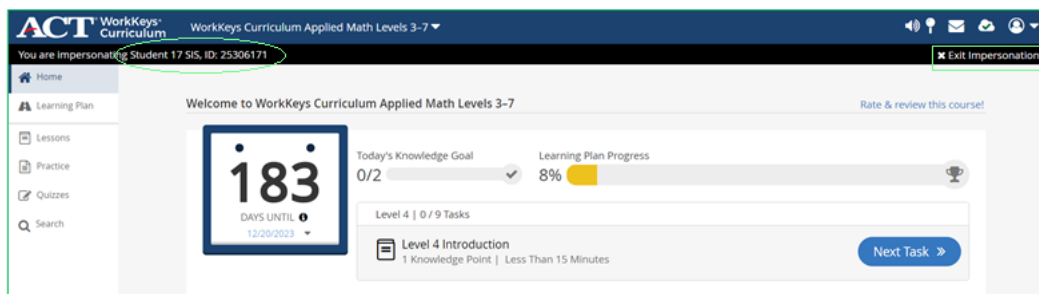 ACT WorkKeys® Curriculum
WorkKeys Curriculum Applied Math Levels 3–7
You are impersonating Student 17 SIS, ID: 25306171
✖ Exit Impersonation
Home
Learning Plan
Lessons
Practice
Quizzes
Search
Welcome to WorkKeys Curriculum Applied Math Levels 3–7
Rate & review this course!
183
DAYS UNTIL
12/20/2023
Today's Knowledge Goal
0/2
Learning Plan Progress
8%
Level 4 | 0 / 9 Tasks
Level 4 Introduction
1 Knowledge Point | Less Than 15 Minutes
Next Task »